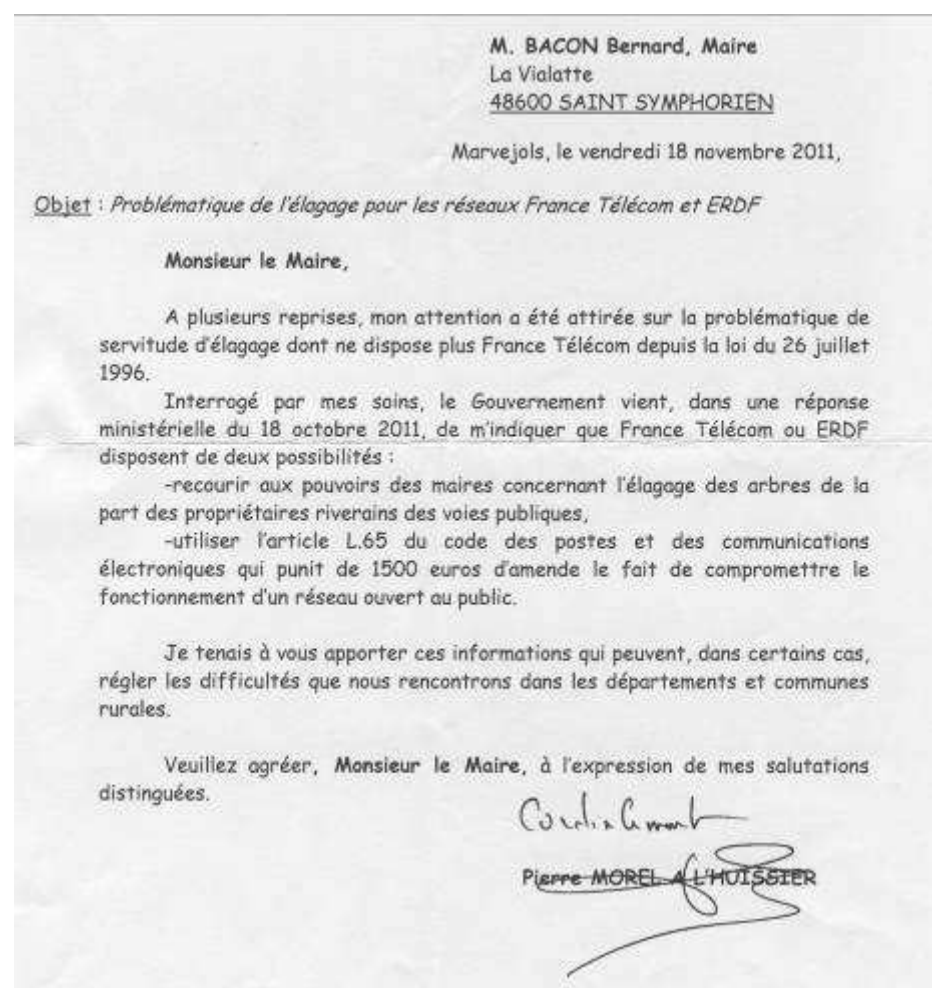 M. BACON Bernard, Maire
La Vialatte
48600 SAINT SYMPHORIEN
Marvejols, le vendredi 18 novembre 2011,
Objet : Problématique de l'élagage pour les réseaux France Télécom et ERDF
Monsieur le Maire,
A plusieurs reprises, mon attention a été attirée sur la problématique de
servitude d'élagage dont ne dispose plus France Télécom depuis la loi du 26 juillet
1996.
Interrogé par mes soins, le Gouvernement vient, dans une réponse
ministérielle du 18 octobre 2011, de m'indiquer que France Télécom ou ERDF
disposent de deux possibilités :
-recourir aux pouvoirs des maires concernant l'élagage des arbres de la
part des propriétaires riverains des voies publiques,
-utiliser l'article L.65 du code des postes et des communications
électroniques qui punit de 1500 euros d'amende le fait de compromettre le
fonctionnement d'un réseau ouvert au public.
Je tenais à vous apporter ces informations qui peuvent, dans certains cas,
régler les difficultés que nous rencontrons dans les départements et communes
rurales.
Veuillez agréer, Monsieur le Maire, à l'expression de mes salutations
distinguées.
Cordialement
Pierre MOREL A L'HUISSIER